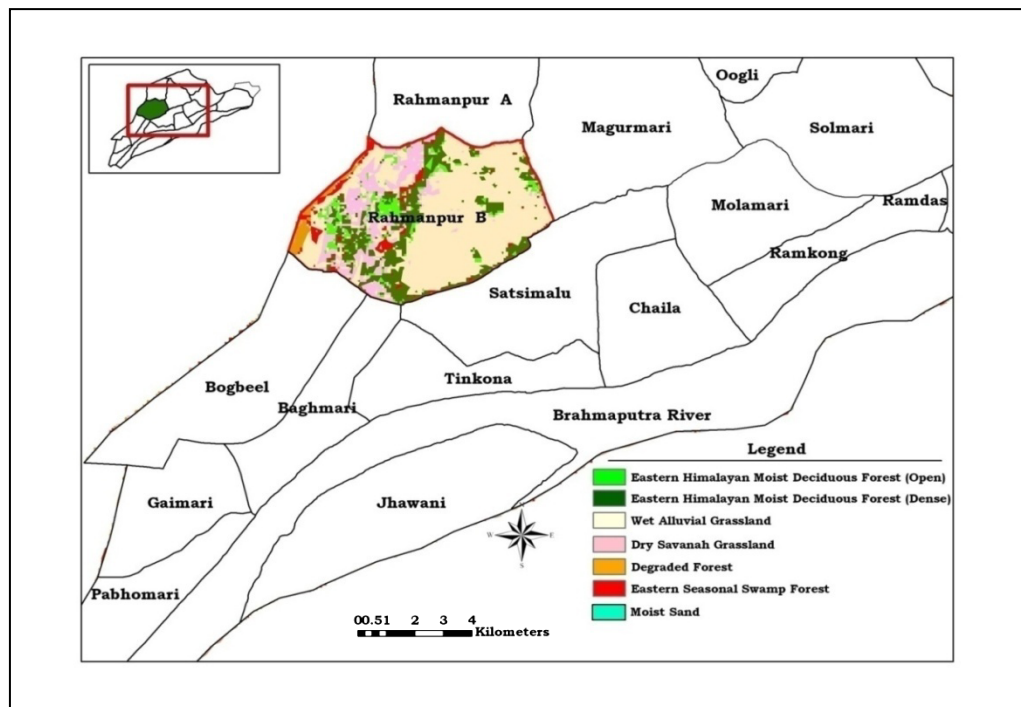 Oogli
Rahmanpur A
Magurmari
Solmari
Rahmanpur B
Molamari
Ramdas
Ramkong
Satsimalu
Chaila
Bogbeel
Tinkona
Baghmari
Brahmaputra River
Legend
Eastern Himalayan Moist Deciduous Forest (Open)
Eastern Himalayan Moist Deciduous Forest (Dense)
Wet Alluvial Grassland
Dry Savanah Grassland
Degraded Forest
Eastern Seasonal Swamp Forest
Moist Sand
Gaimari
Jhawani
W E
S
Pabhomari
00.51 2 3 4
Kilometers